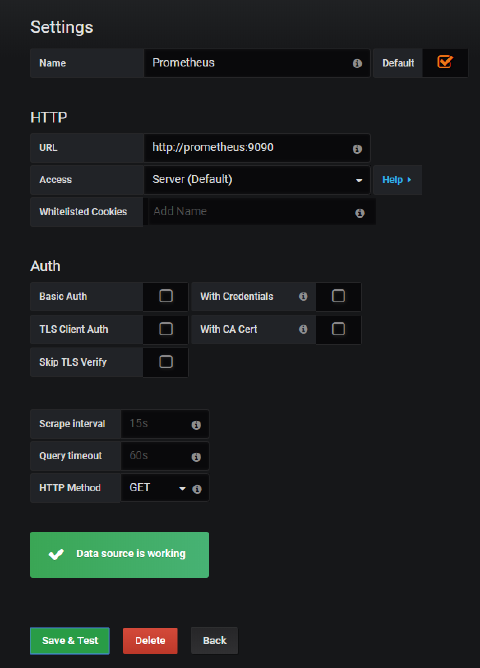 Settings
Name Prometheus Default
HTTP
URL http://prometheus:9090
Access Server (Default) Help
Whitelisted Cookies Add Name
Auth
Basic Auth With Credentials
TLS Client Auth With CA Cert
Skip TLS Verify
Scrape interval 15s
Query timeout 60s
HTTP Method GET
Data source is working
Save & Test Delete Back